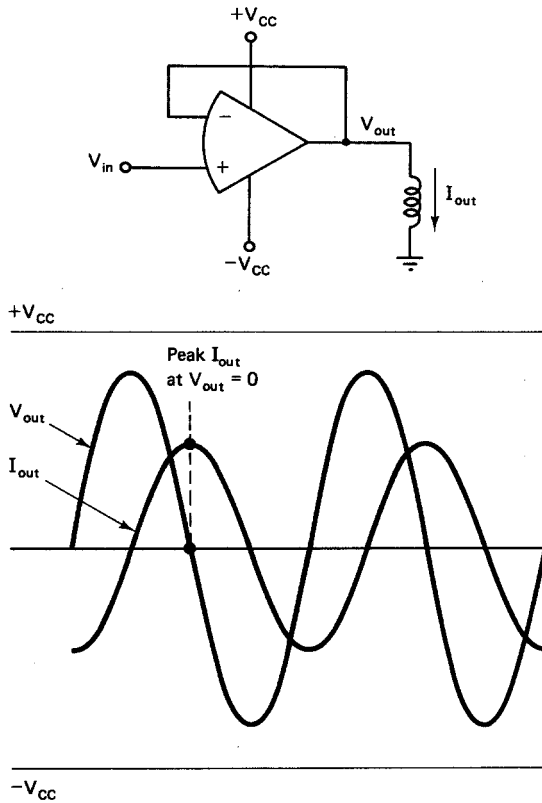 +VCC
−
Vout
Vin
+
Iout
−VCC
+VCC
Peak Iout
at Vout = 0
Vout
Iout
−VCC